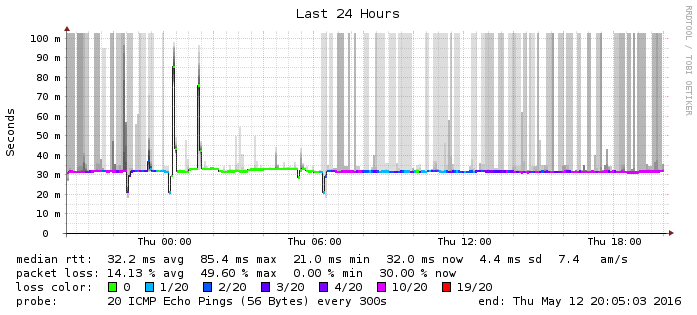 Last 24 Hours
RRDTOOL / TOBI OETIKER
Seconds
100 m
90 m
80 m
70 m
60 m
50 m
40 m
30 m
20 m
10 m
0
Thu 00:00 Thu 06:00 Thu 12:00 Thu 18:00
median rtt: 32.2 ms avg 85.4 ms max 21.0 ms min 32.0 ms now 4.4 ms sd 7.4 am/s
packet loss: 14.13 % avg 49.60 % max 0.00 % min 30.00 % now
loss color: 0 1/20 2/20 3/20 4/20 10/20 19/20
probe: 20 ICMP Echo Pings (56 Bytes) every 300s end: Thu May 12 20:05:03 2016